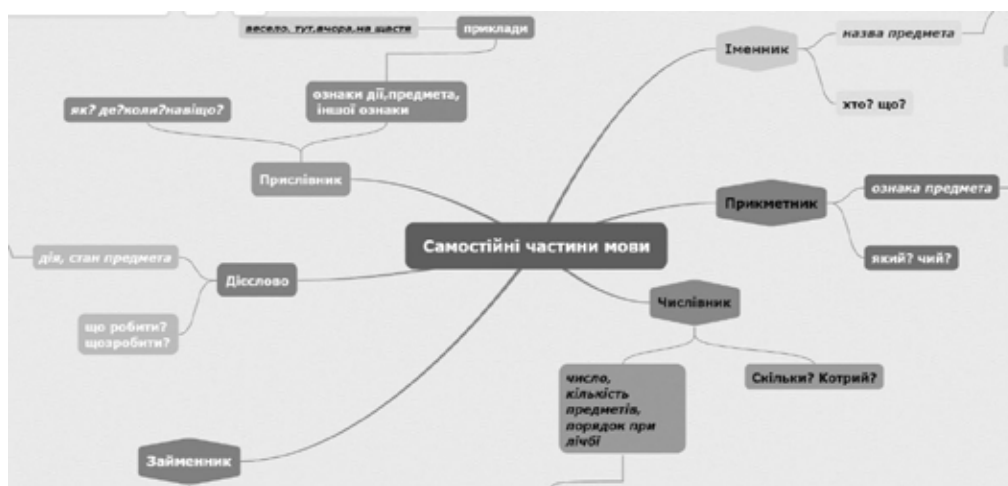 весело, тут,вчора,на щастя
приклади
ознаки дії,предмета,
іншої ознаки
як? де?коли?навіщо?
Прислівник
Іменник
назва предмета
хто? що?
Прикметник
ознака предмета
який? чий?
Самостійні частини мови
дія, стан предмета
Дієслово
що робити?
щозробити?
Числівник
число,
кількість
предметів,
порядок при
лічбі
Скільки? Котрий?
Займенник